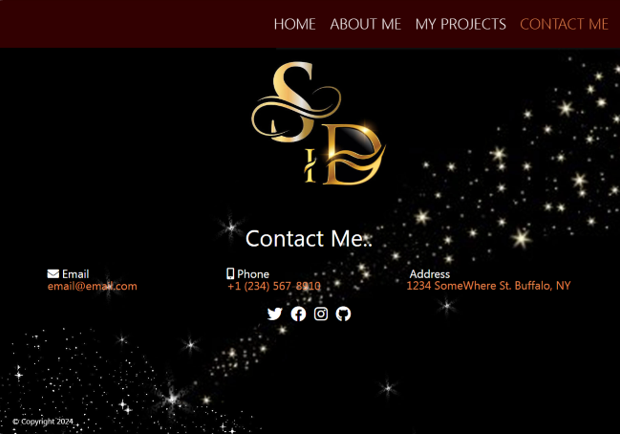 HOME ABOUT ME MY PROJECTS CONTACT ME
S
I D
Contact Me..
Email Phone Address
email@email.com +1 (234) 567-8910 1234 SomeWhere St. Buffalo, NY
© Copyright 2024